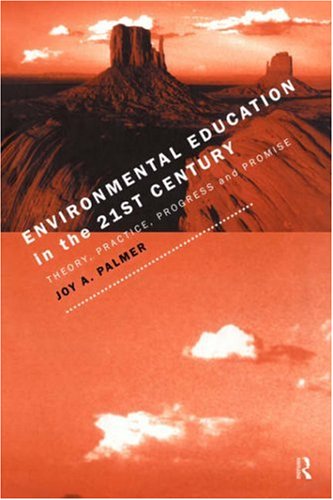 ENVIRONMENTAL EDUCATION
in the 21ST CENTURY
THEORY, PRACTICE, PROGRESS and PROMISE
JOY A. PALMER
R